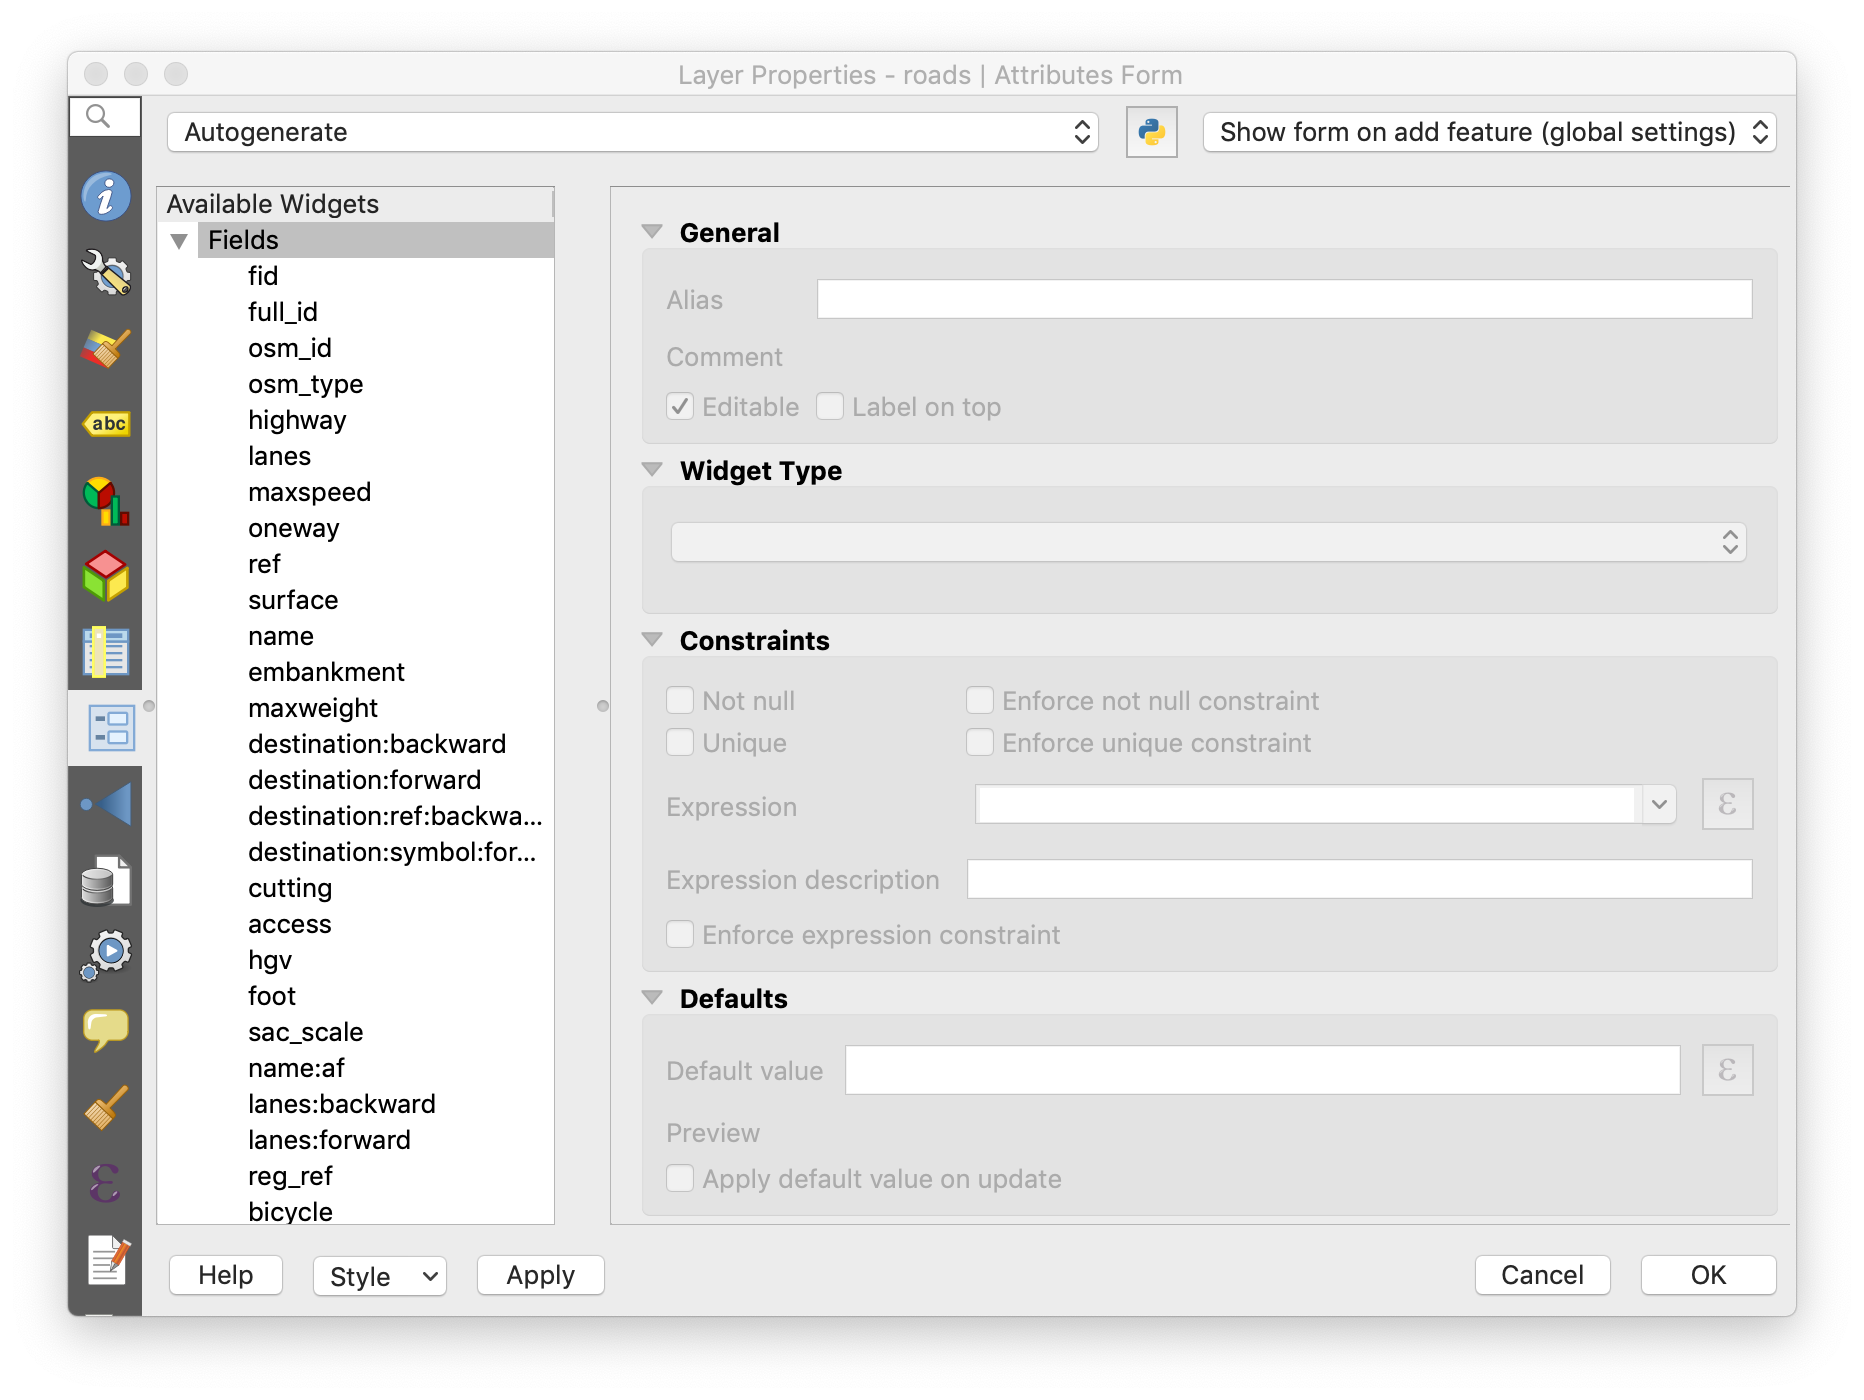 Layer Properties - roads | Attributes Form
Autogenerate
Show form on add feature (global settings)
Available Widgets
Fields
fid
full_id
osm_id
osm_type
highway
lanes
maxspeed
oneway
ref
surface
name
embankment
maxweight
destination:backward
destination:forward
destination:ref:backwa...
destination:symbol:for...
cutting
access
hgv
foot
sac_scale
name:af
lanes:backward
lanes:forward
reg_ref
bicycle
abc
General
Alias
Comment
Editable Label on top
Widget Type
Constraints
Not null Enforce not null constraint
Unique Enforce unique constraint
Expression ε
Expression description
Enforce expression constraint
Defaults
Default value ε
Preview
Apply default value on update
Help Style Apply Cancel OK